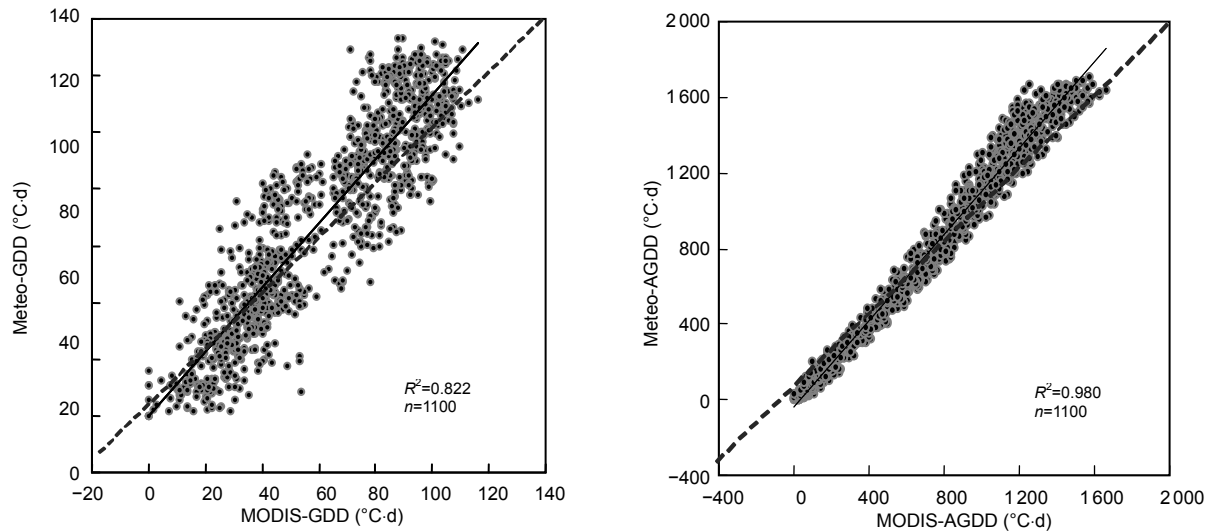 140
120
100
80
60
40
20
0
Meteo-GDD (°C·d)
R²=0.822
n=1100
−20 0 20 40 60 80 100 120 140
MODIS-GDD (°C·d)
2 000
1 600
1 200
800
400
0
−400
Meteo-AGDD (°C·d)
R²=0.980
n=1100
−400 0 400 800 1 200 1 600 2 000
MODIS-AGDD (°C·d)